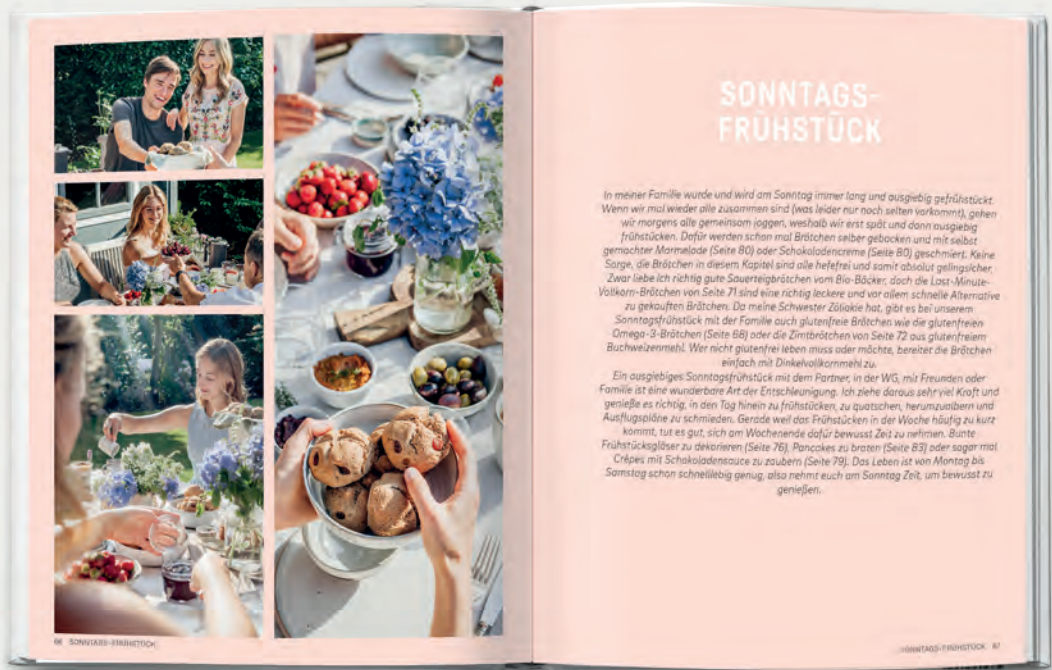 SONNTAGS-
FRÜHSTÜCK
In meiner Familie wurde und wird am Sonntag immer lang und ausgiebig gefrühstückt.
Wenn wir mal wieder alle zusammen sind (was leider nur noch selten vorkommt), gehen
wir morgens alle gemeinsam joggen, weshalb wir erst spät und dann ausgiebig
frühstücken. Dafür werden schon mal Brötchen selber gebacken und mit selbst
gemachter Marmelade (Seite 80) oder Schokoladencreme (Seite 80) geschmiert. Keine
Sorge, die Brötchen in diesem Kapitel sind alle hefefrei und somit absolut gelingsicher.
Zwar liebe ich richtig gute Sauerteigbrötchen vom Bio-Bäcker, doch die Last-Minute-
Vollkorn-Brötchen von Seite 71 sind eine richtig leckere und vor allem schnelle Alternative
zu gekauften Brötchen. Da meine Schwester Zöliakie hat, gibt es bei unserem
Sonntagsfrühstück mit der Familie auch glutenfreie Brötchen wie die glutenfreien
Omega-3-Brötchen (Seite 68) oder die Zimtbrötchen von Seite 72 aus glutenfreiem
Buchweizenmehl. Wer nicht glutenfrei leben muss oder möchte, bereitet die Brötchen
einfach mit Dinkelvollkornmehl zu.
Ein ausgiebiges Sonntagsfrühstück mit dem Partner, in der WG, mit Freunden oder
Familie ist eine wunderbare Art der Entschleunigung. Ich ziehe daraus sehr viel Kraft und
genieße es richtig, in den Tag hinein zu frühstücken, zu quatschen, herumzualbern und
Ausflugspläne zu schmieden. Gerade weil das Frühstücken in der Woche häufig zu kurz
kommt, tut es gut, sich am Wochenende dafür bewusst Zeit zu nehmen. Bunte
Frühstücksgläser zu dekorieren (Seite 76), Pancakes zu braten (Seite 83) oder sogar mal
Crêpes mit Schokoladensauce zu zaubern (Seite 79). Das Leben ist von Montag bis
Samstag schon schnelllebig genug, also nehmt euch am Sonntag Zeit, um bewusst zu
genießen.
66 SONNTAGS-FRÜHSTÜCK
SONNTAGS-FRÜHSTÜCK 67